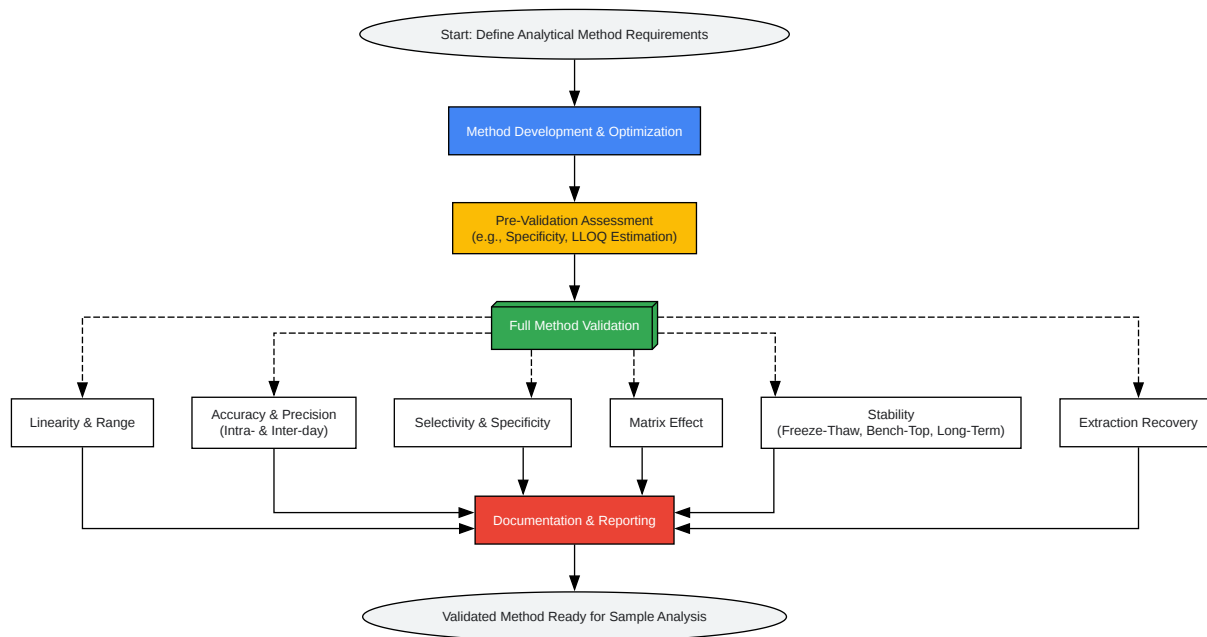 Start: Define Analytical Method Requirements
Method Development & Optimization
Pre-Validation Assessment
(e.g., Specificity, LLOQ Estimation)
Full Method Validation
Linearity & Range
Accuracy & Precision
(Intra- & Inter-day)
Selectivity & Specificity
Matrix Effect
Stability
(Freeze-Thaw, Bench-Top, Long-Term)
Extraction Recovery
Documentation & Reporting
Validated Method Ready for Sample Analysis